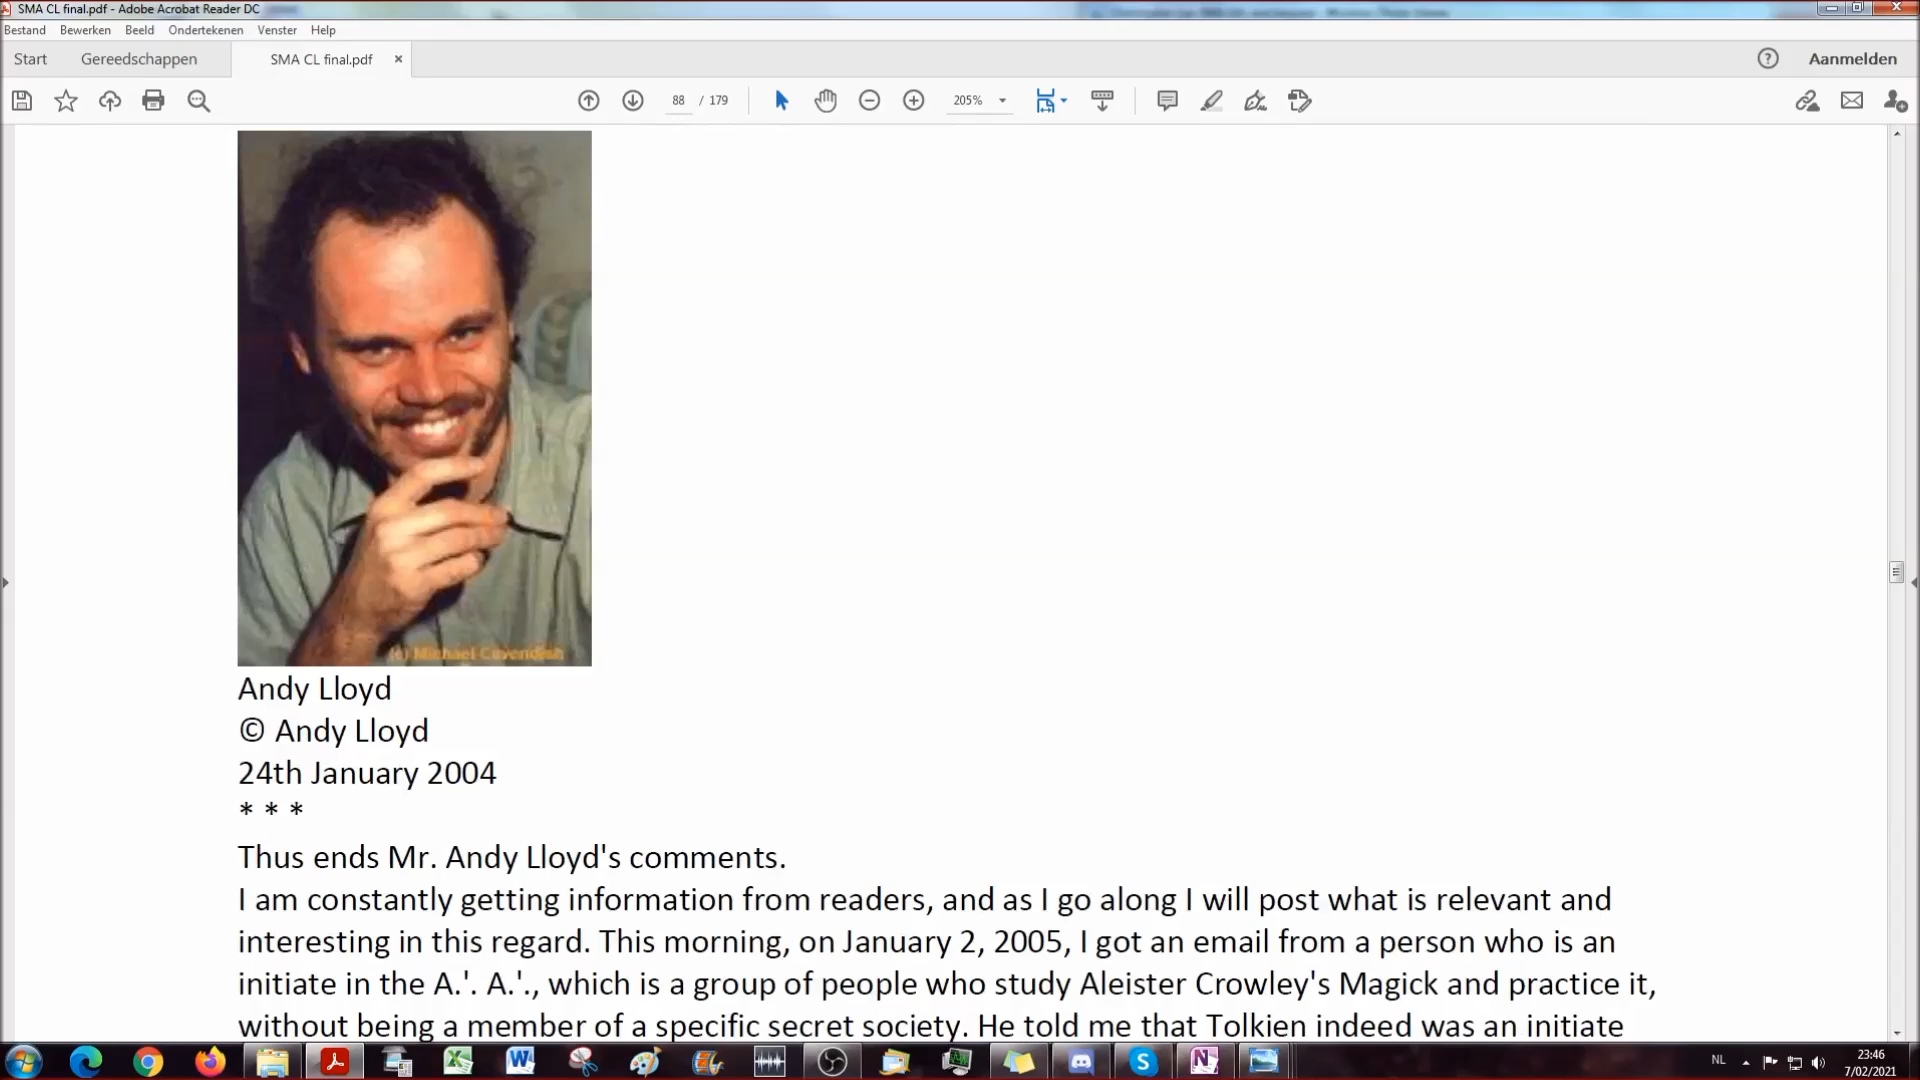 SMA CL final.pdf - Adobe Acrobat Reader DC
Bestand Bewerken Beeld Ondertekenen Venster Help
Start Gereedschappen SMA CL final.pdf × Aanmelden
88 / 179 205%
(c) Michael Cavendish
Andy Lloyd
© Andy Lloyd
24th January 2004
* * *
Thus ends Mr. Andy Lloyd's comments.
I am constantly getting information from readers, and as I go along I will post what is relevant and
interesting in this regard. This morning, on January 2, 2005, I got an email from a person who is an
initiate in the A.'. A.'., which is a group of people who study Aleister Crowley's Magick and practice it,
without being a member of a specific secret society. He told me that Tolkien indeed was an initiate
NL 23:46
7/02/2021